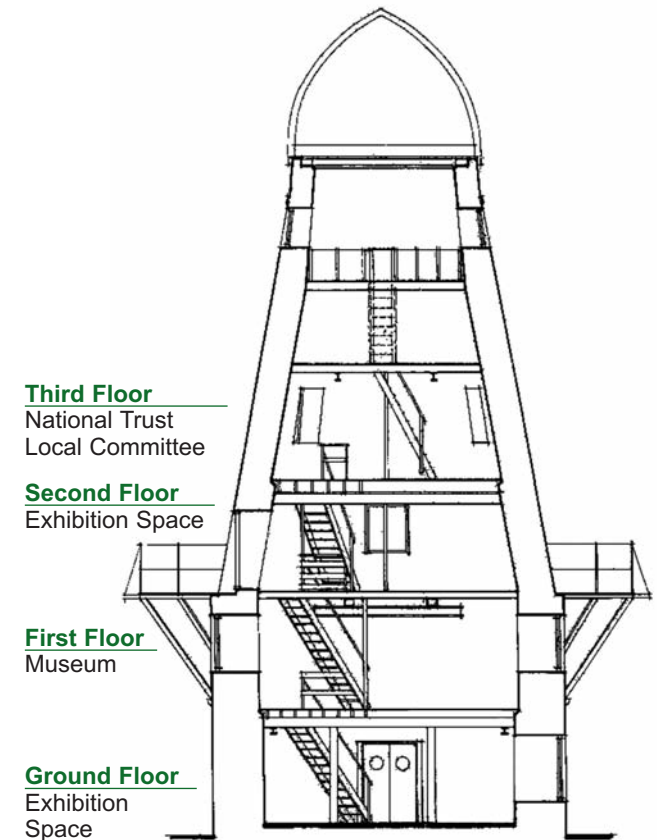 Third Floor
National Trust
Local Committee
Second Floor
Exhibition Space
First Floor
Museum
Ground Floor
Exhibition
Space